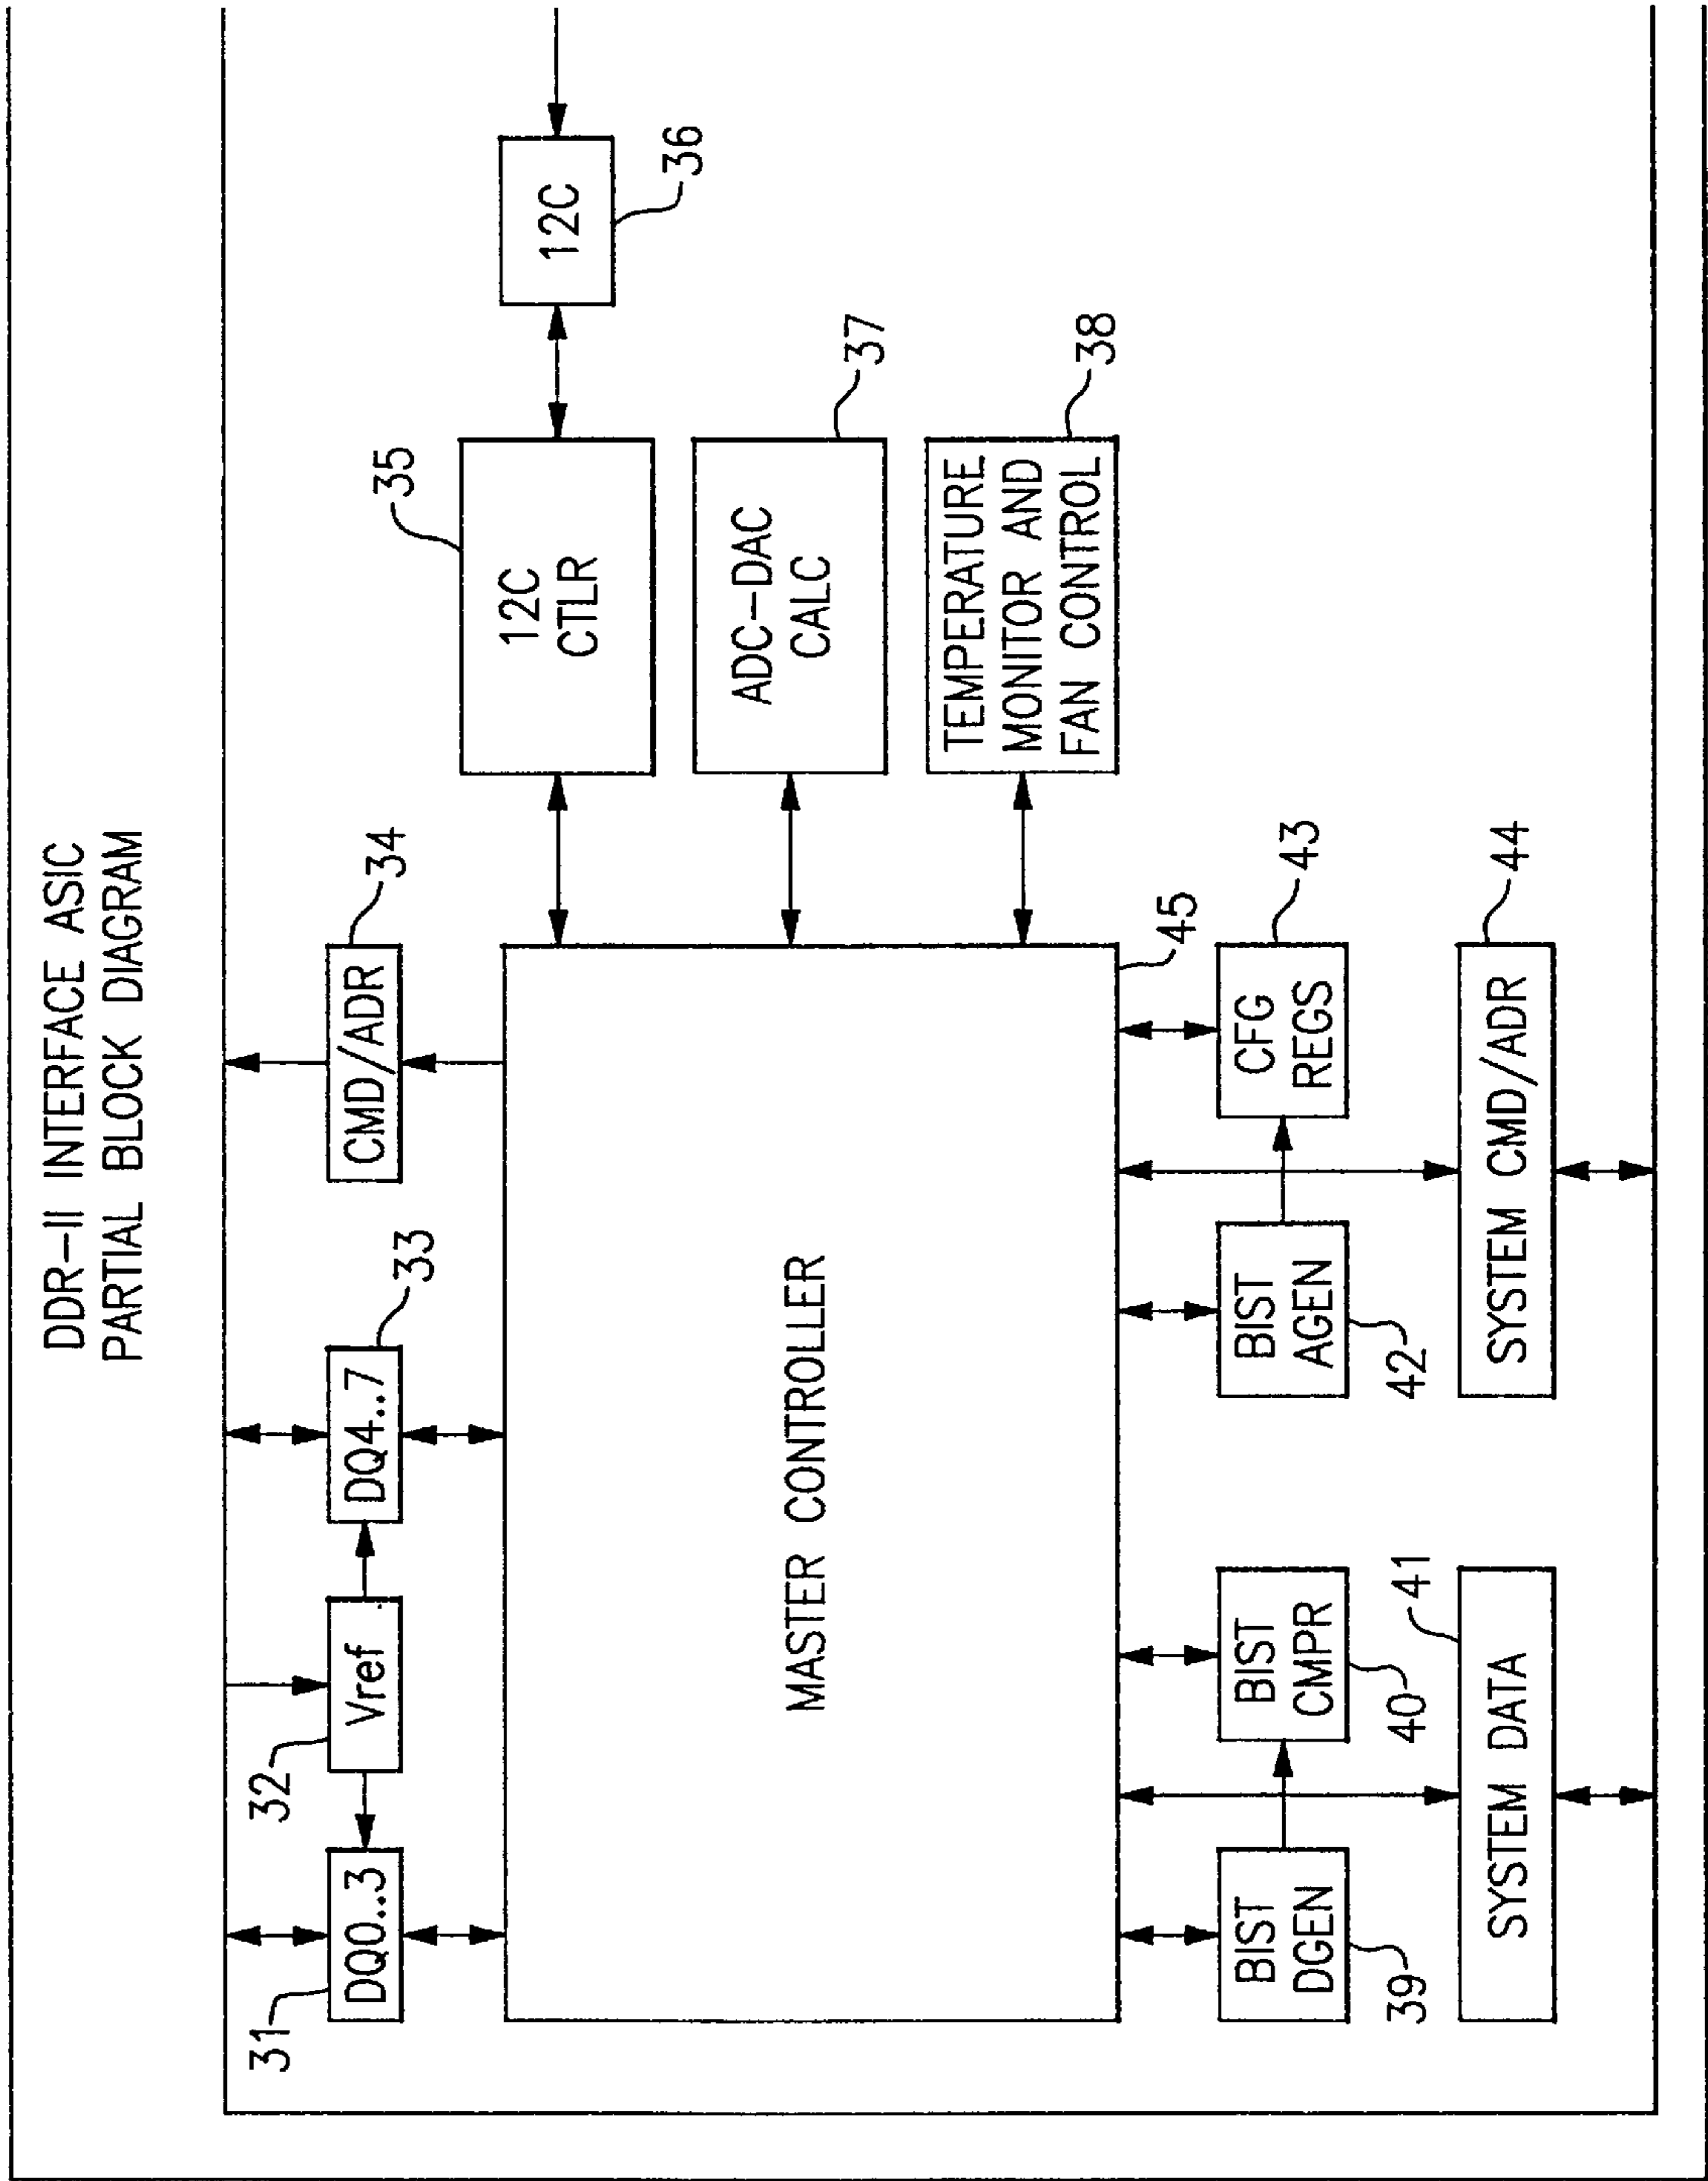 DDR-II INTERFACE ASIC
PARTIAL BLOCK DIAGRAM
31
DQ0..3
32
Vref
DQ4..7
33
CMD/ADR
34
12C
CTLR
35
12C
36
ADC-DAC
CALC
37
TEMPERATURE
MONITOR AND
FAN CONTROL
38
MASTER CONTROLLER
45
BIST
DGEN
39
BIST
CMPR
40
SYSTEM DATA
41
BIST
AGEN
42
CFG
REGS
43
SYSTEM CMD/ADR
44